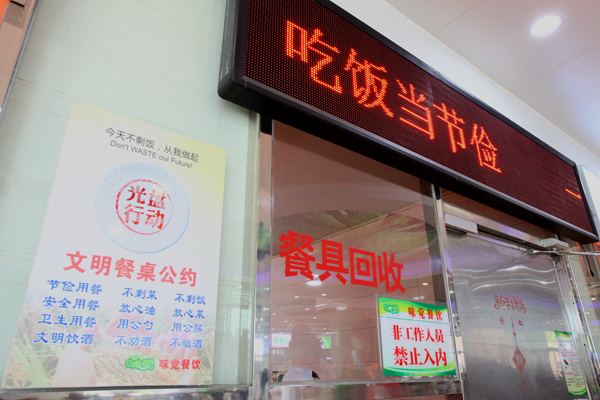 吃饭当节俭
今天不剩饭,从我做起
Don't WASTE our Future!
光盘
行动
文明餐桌公约
节俭用餐 不剩菜 不剩饭
安全用餐 放心油 放心菜
卫生用餐 用公勺 用公筷
文明饮酒 不劝酒 不酗酒
味觉餐饮
餐具回收
味觉餐饮
非工作人员
禁止入内